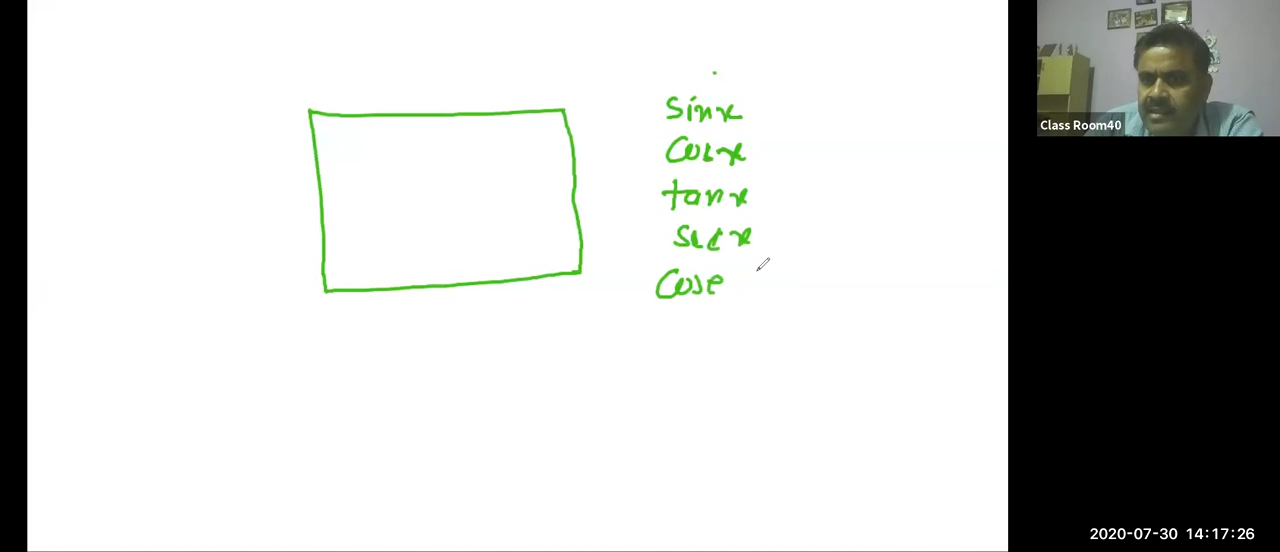 sinx
cosx
tanx
secx
Cose
Class Room40
2020-07-30 14:17:26